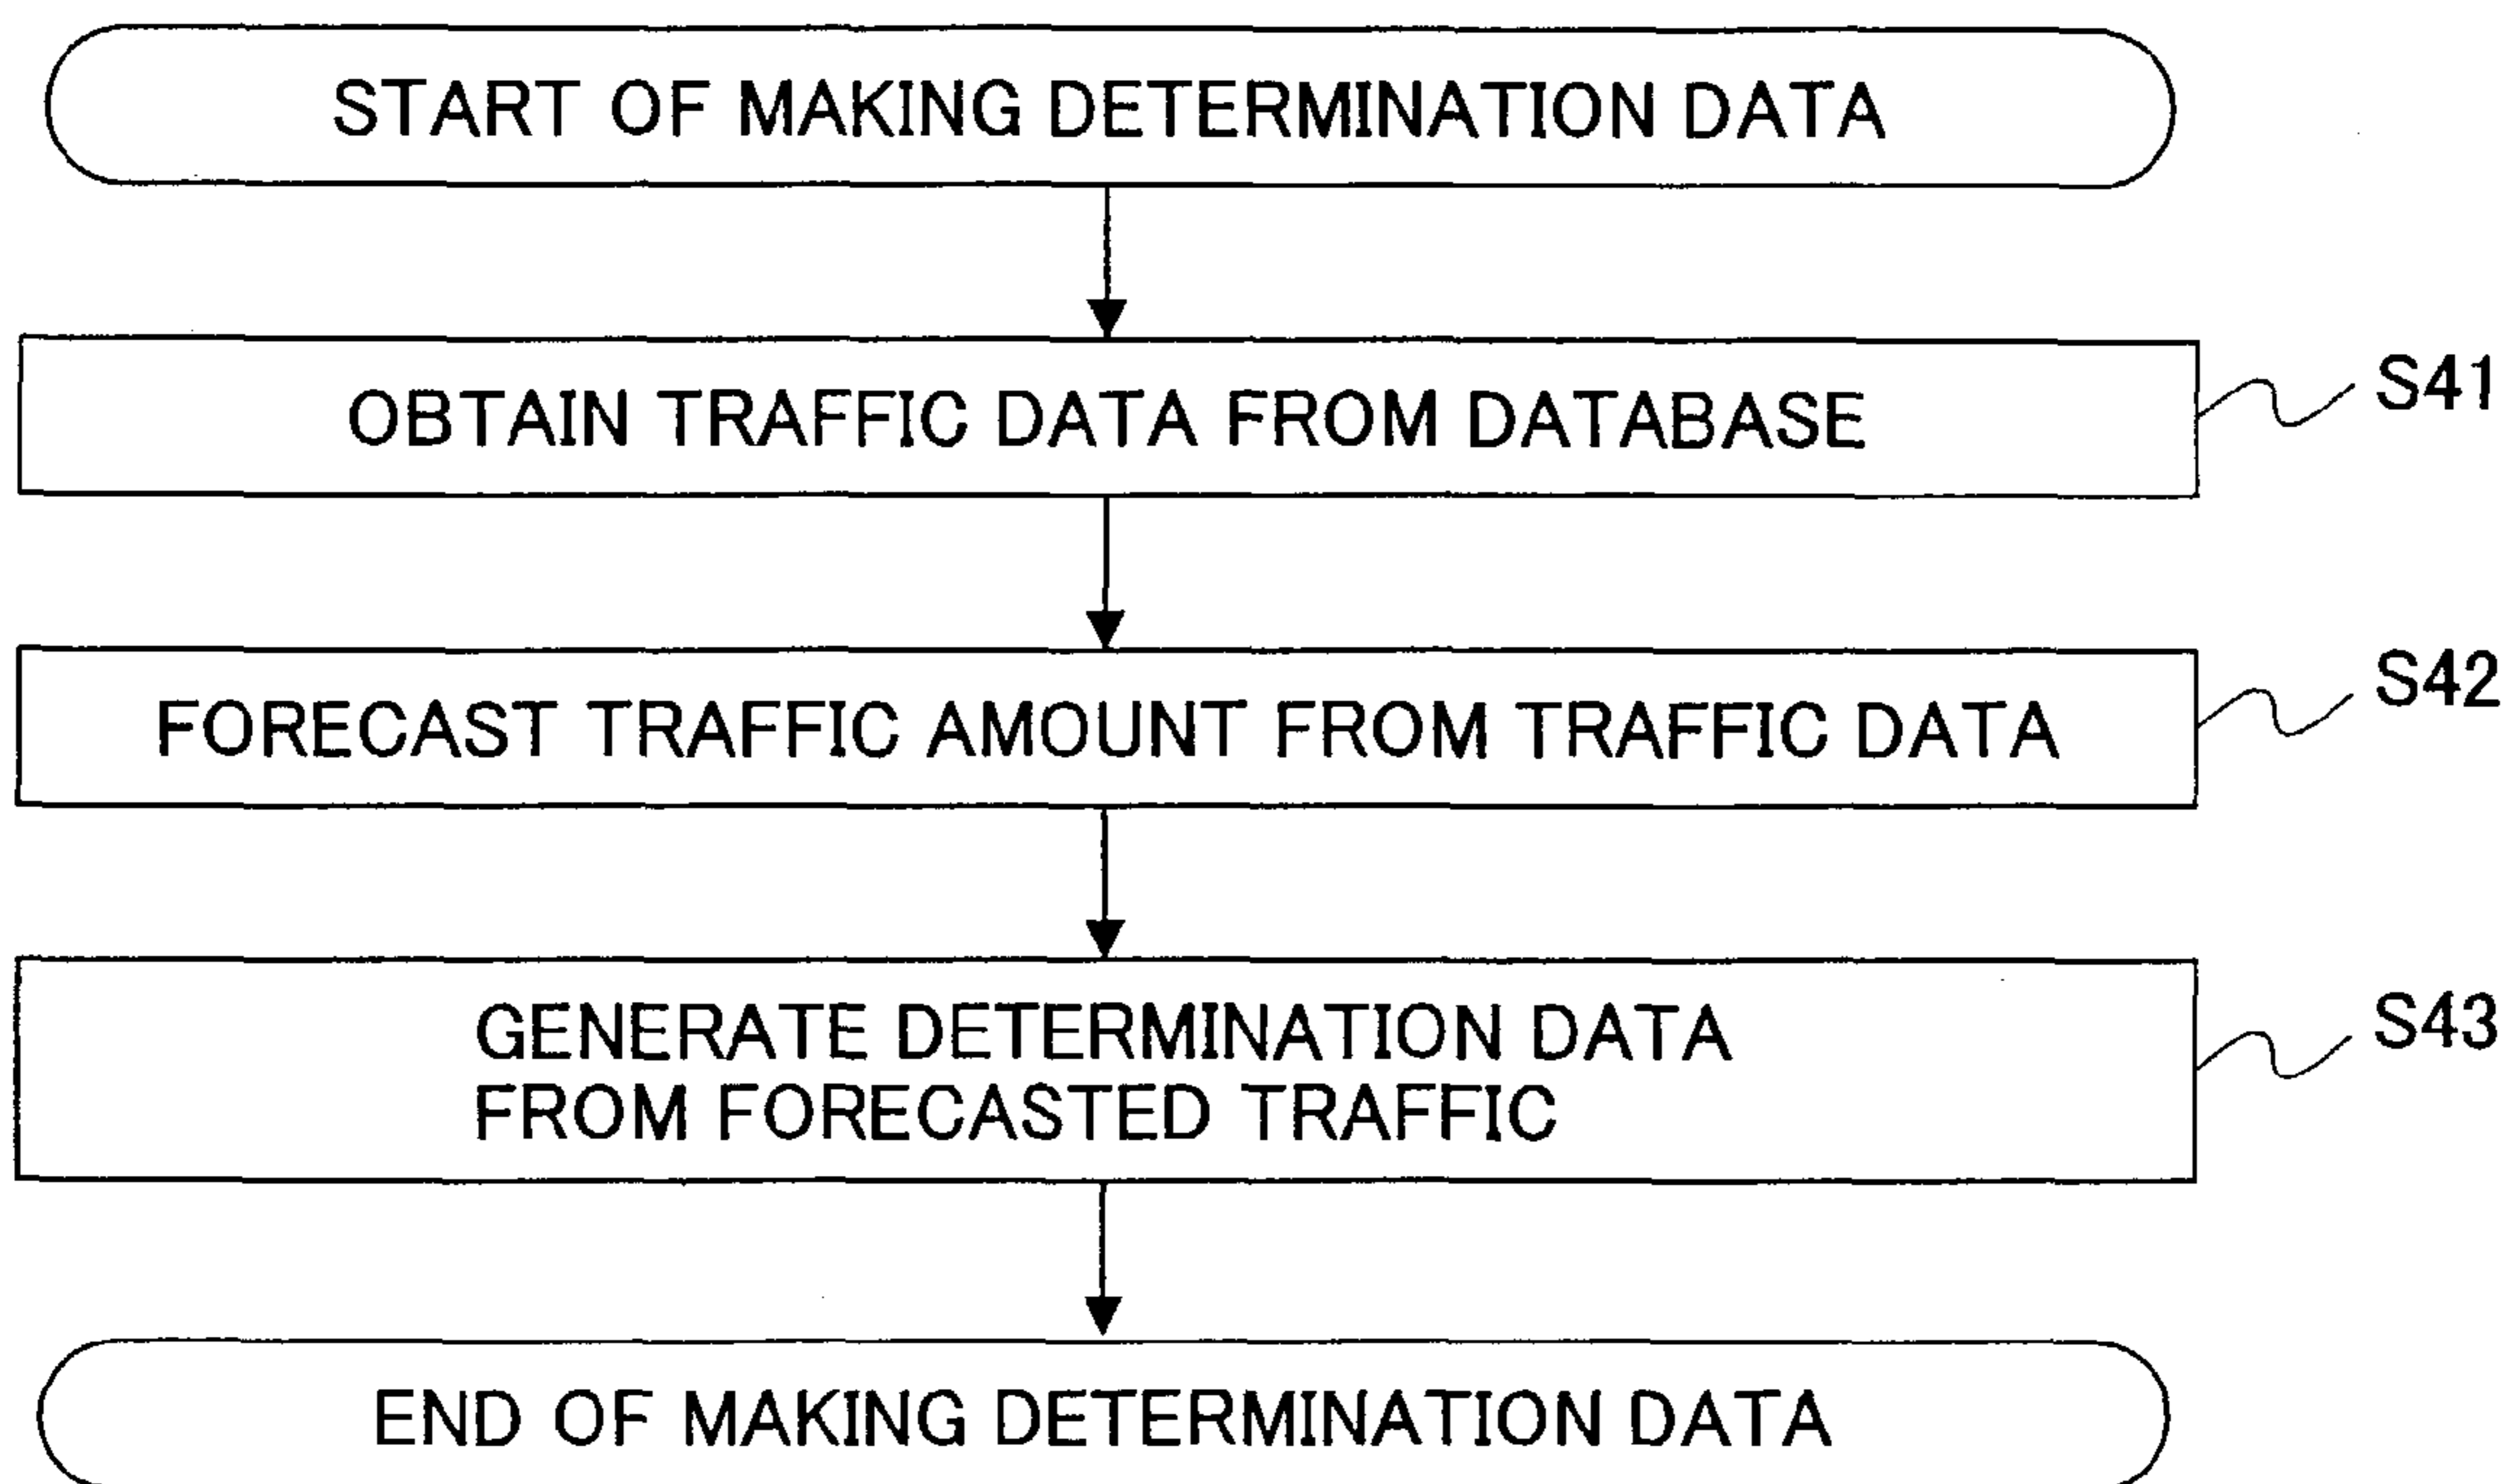 START OF MAKING DETERMINATION DATA
OBTAIN TRAFFIC DATA FROM DATABASE
S41
FORECAST TRAFFIC AMOUNT FROM TRAFFIC DATA
S42
GENERATE DETERMINATION DATA
FROM FORECASTED TRAFFIC
S43
END OF MAKING DETERMINATION DATA